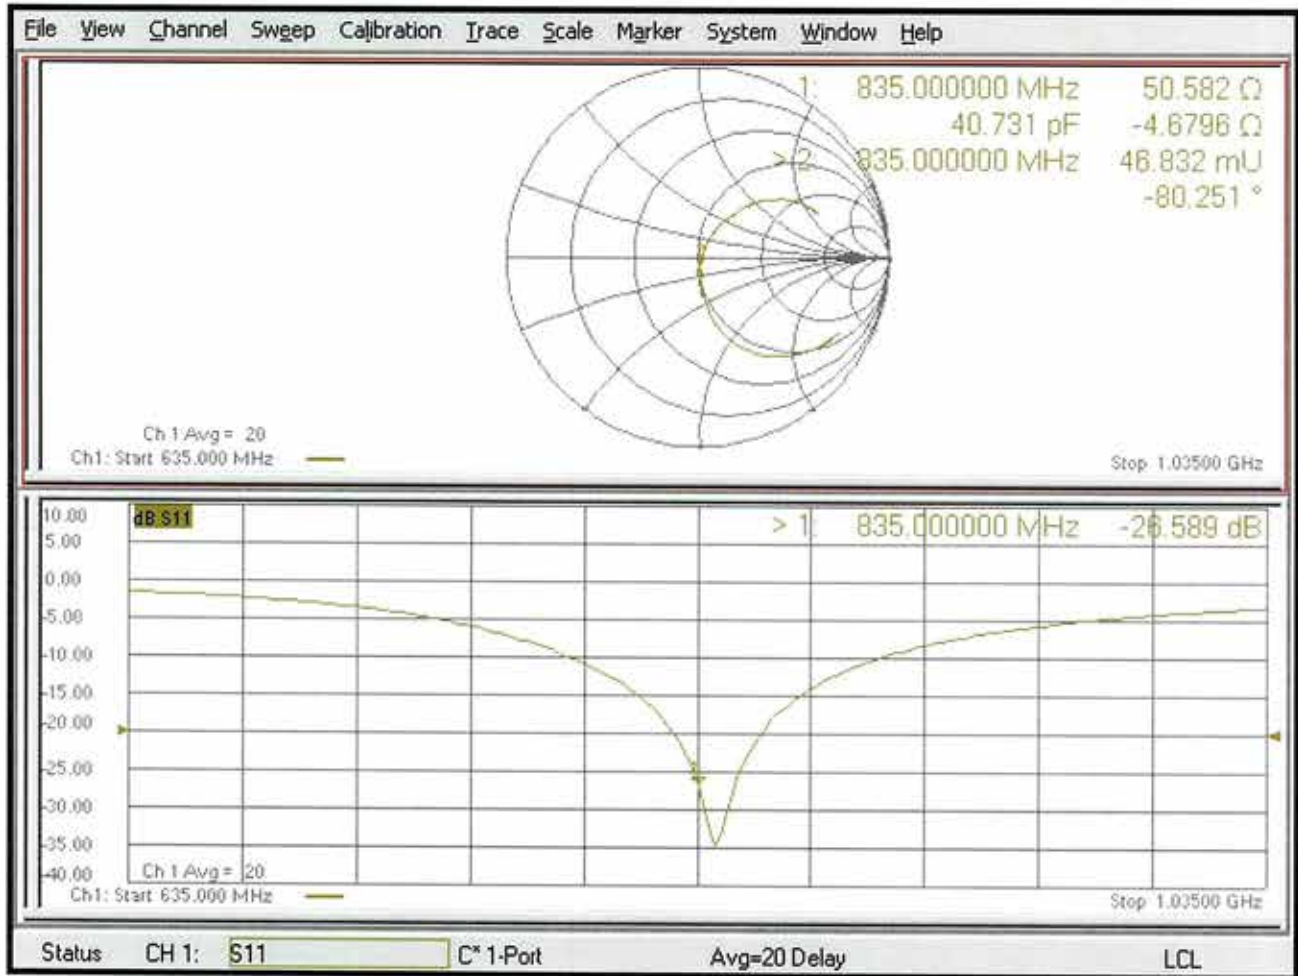 File View Channel Sweep Calibration Trace Scale Marker System Window Help
1: 835.000000 MHz 50.582 Ω
40.731 pF -4.6796 Ω
> 2: 835.000000 MHz 46.832 mU
-80.251 °
Ch 1 Avg = 20
Ch1: Start 635.000 MHz
Stop 1.03500 GHz
10.00
dB S11
> 1: 835.000000 MHz -26.589 dB
5.00
0.00
-5.00
-10.00
-15.00
-20.00
-25.00
-30.00
-35.00
-40.00
Ch 1 Avg = 20
Ch1: Start 635.000 MHz
Stop 1.03500 GHz
Status CH 1: S11 C* 1-Port Avg=20 Delay LCL